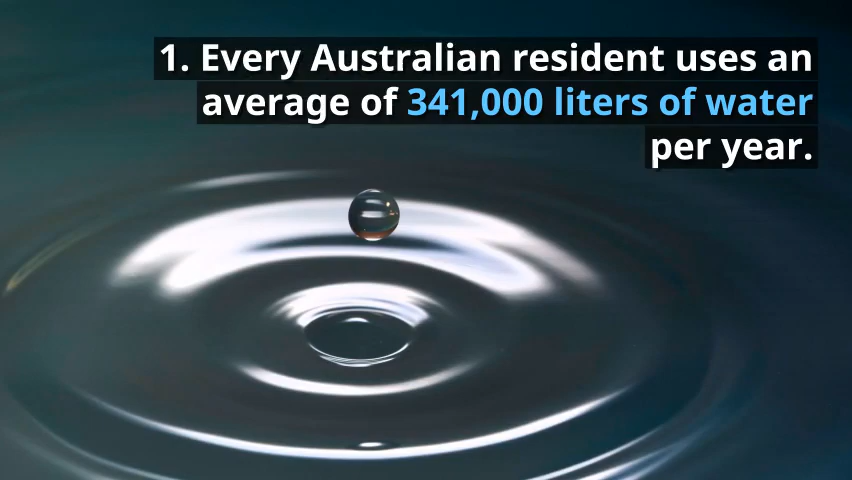 1. Every Australian resident uses an
average of 341,000 liters of water
per year.